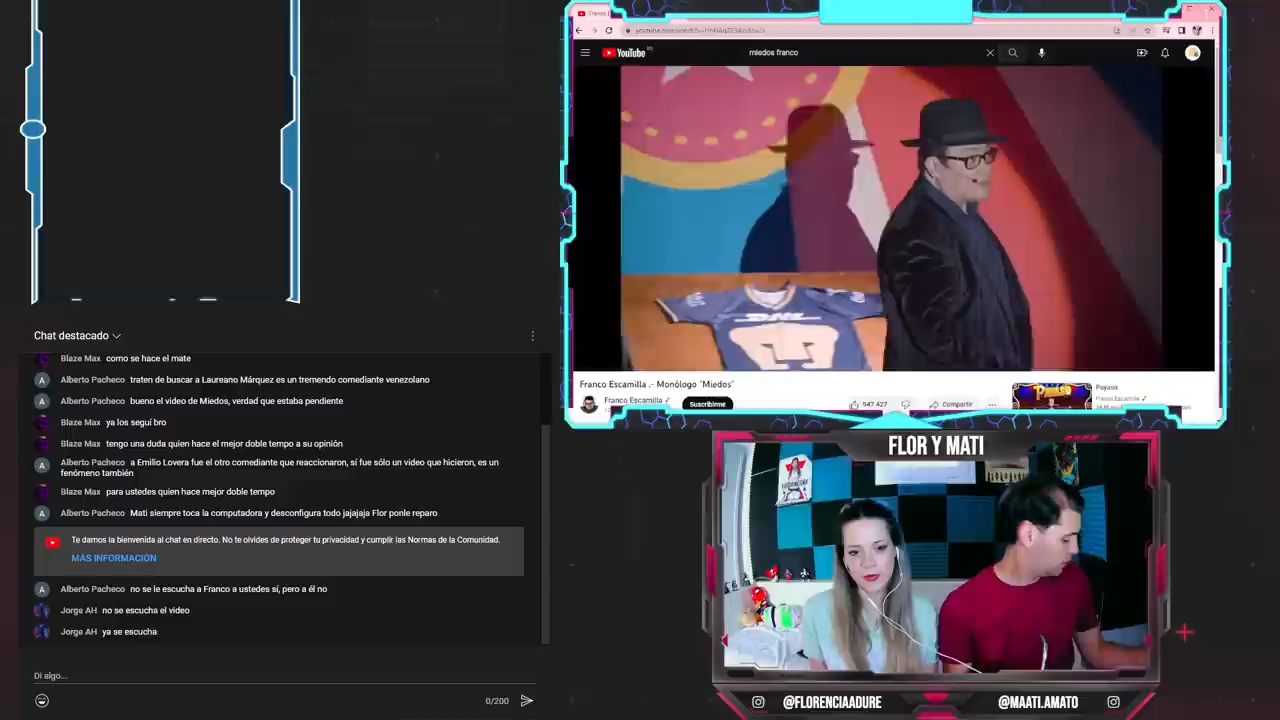 Chat destacado
Blaze Max como se hace el mate
Alberto Pacheco traten de buscar a Laureano Márquez es un tremendo comediante venezolano
Alberto Pacheco bueno el video de Miedos, verdad que estaba pendiente
Blaze Max ya los seguí bro
Blaze Max tengo una duda quien hace el mejor doble tempo a su opinión
Alberto Pacheco a Emilio Lovera fue el otro comediante que reaccionaron, sí fue sólo un video que hicieron, es un
fenómeno también
Blaze Max para ustedes quien hace mejor doble tempo
Alberto Pacheco Mati siempre toca la computadora y desconfigura todo jajajaja Flor ponle reparo
Te damos la bienvenida al chat en directo. No te olvides de proteger tu privacidad y cumplir las Normas de la Comunidad.
MÁS INFORMACIÓN
Alberto Pacheco no se le escucha a Franco a ustedes sí, pero a él no
Jorge AH no se escucha el video
Jorge AH ya se escucha
Di algo...
0/200
YouTube
miedos franco
DHL
Franco Escamilla .- Monólogo "Miedos"
Franco Escamilla
Suscribirme
947.427
Compartir
Payaso
Franco Escamilla
FLOR Y MATI
@FLORENCIAADURE
@MAATI.AMATO